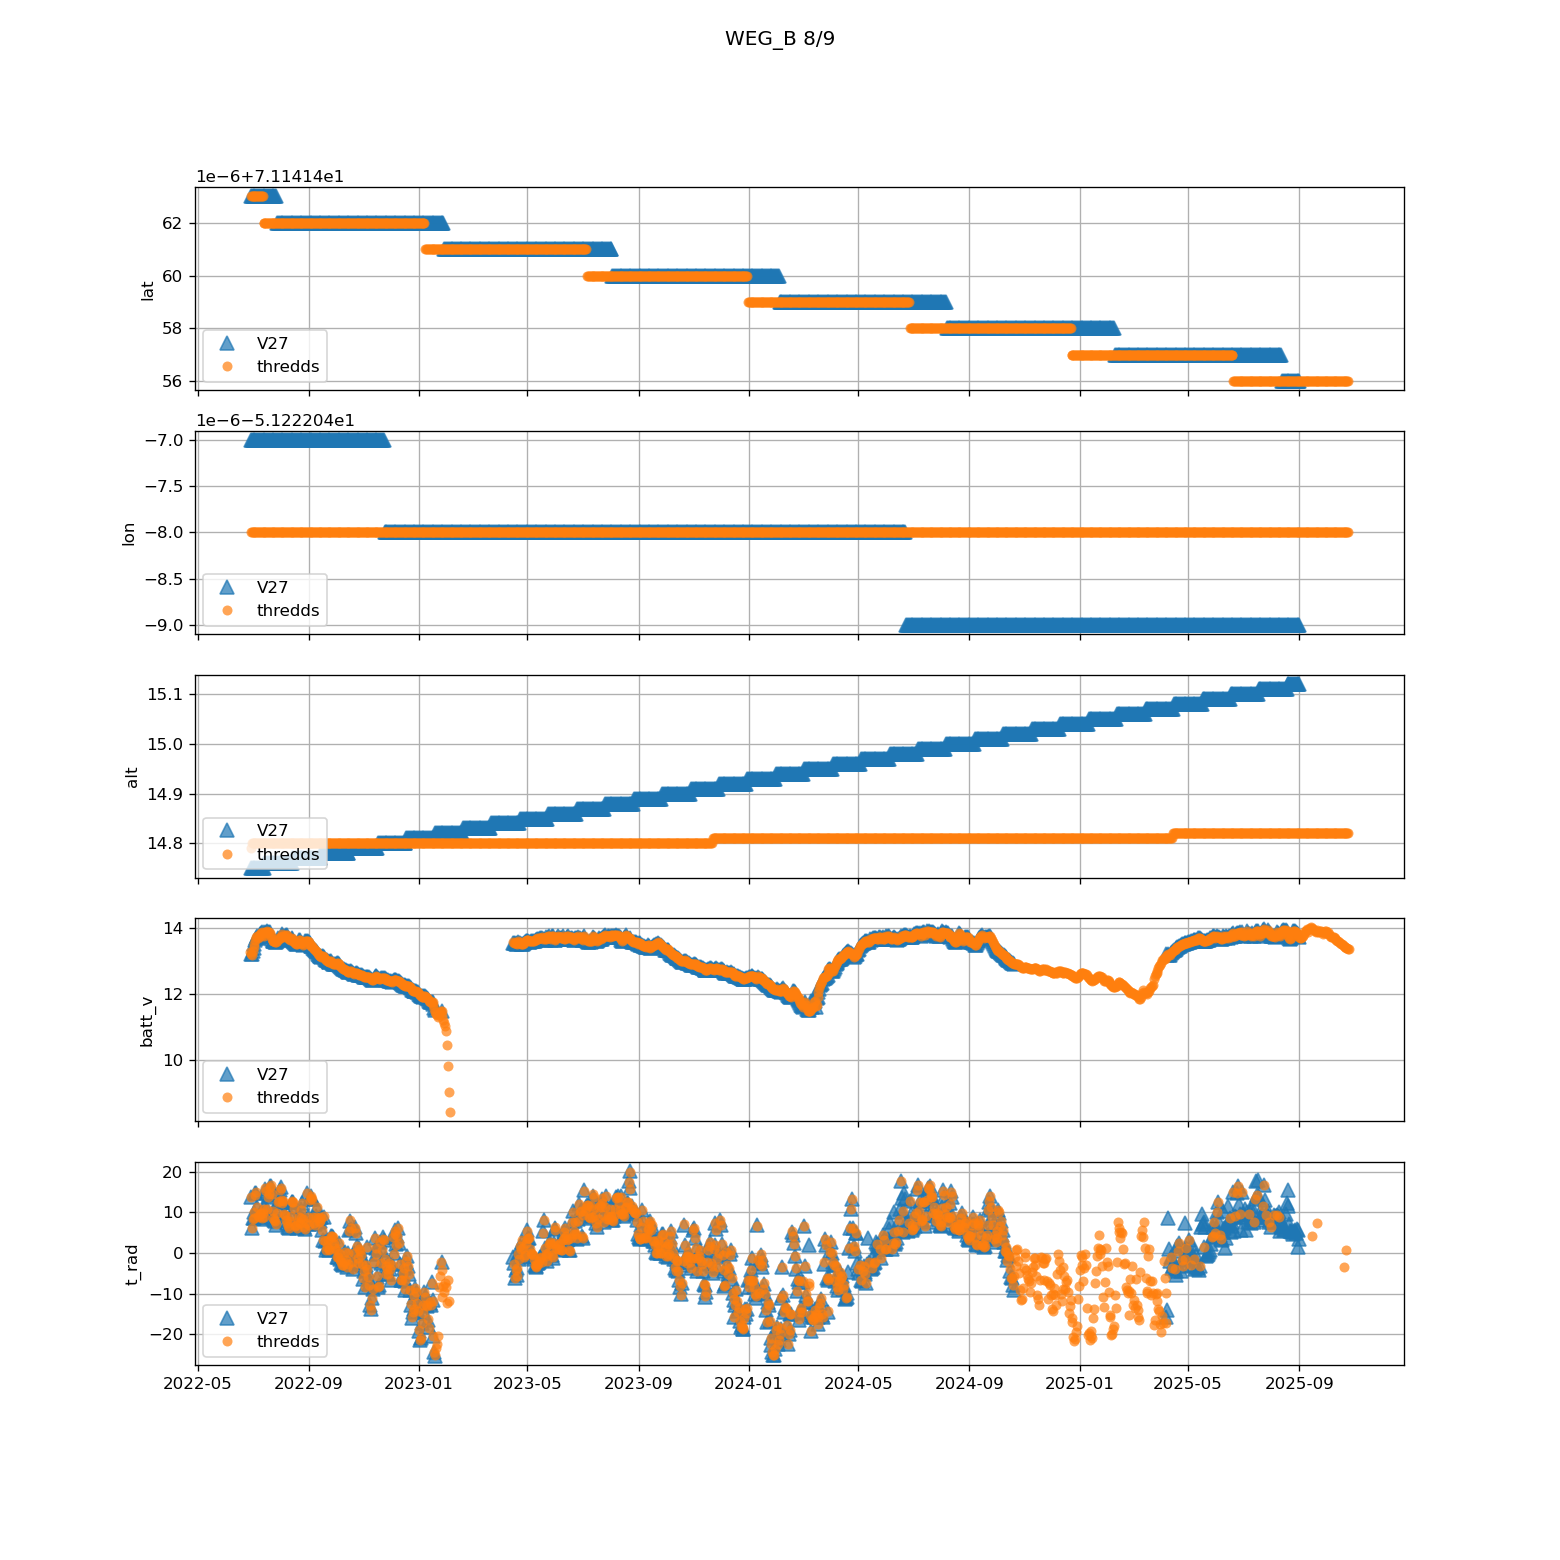 WEG_B 8/9
1e−6+7.11414e1
62
60
58
56
lat
V27
thredds
1e−6−5.122204e1
−7.0
−7.5
−8.0
−8.5
−9.0
lon
V27
thredds
15.1
15.0
14.9
14.8
alt
V27
thredds
14
12
10
batt_v
V27
thredds
20
10
0
−10
−20
t_rad
V27
thredds
2022-05 2022-09 2023-01 2023-05 2023-09 2024-01 2024-05 2024-09 2025-01 2025-05 2025-09